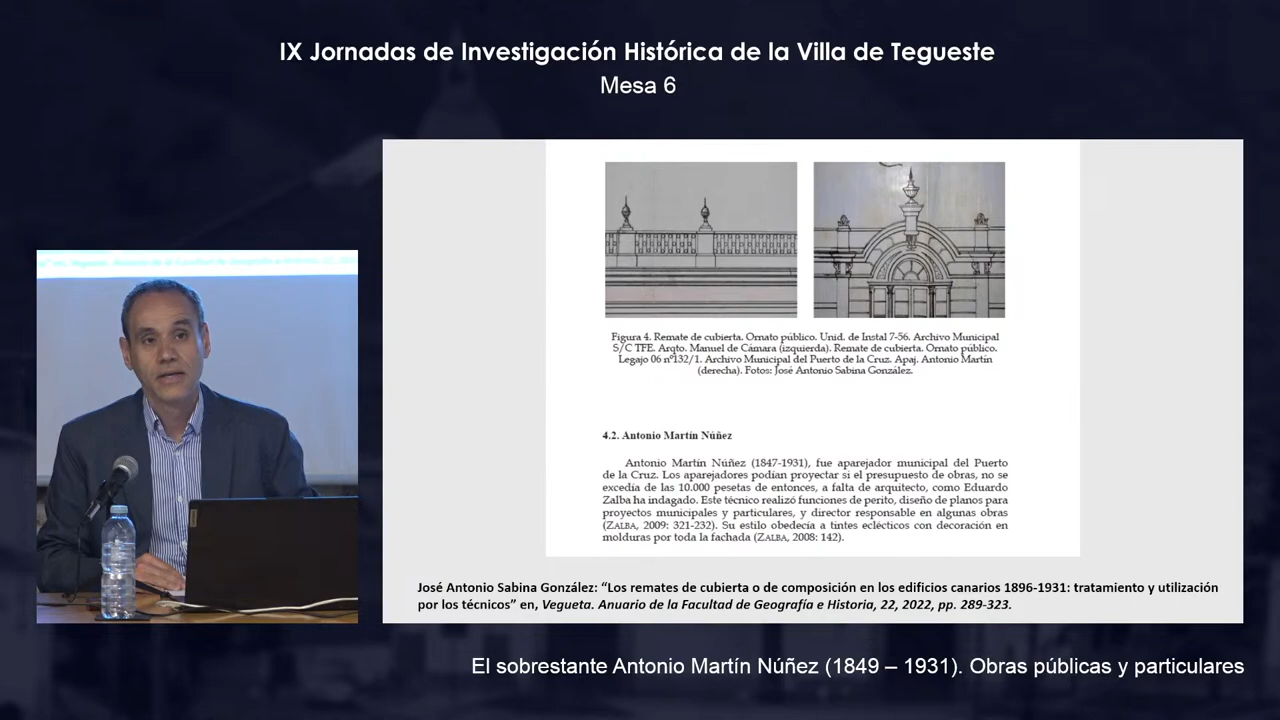 IX Jornadas de Investigación Histórica de la Villa de Tegueste
Mesa 6
Figura 4. Remate de cubierta. Ornato público. Unid. de Instal 7-56. Archivo Municipal
S/C TFE. Arqto. Manuel de Cámara (izquierda). Remate de cubierta. Ornato público.
Legajo 06 nº132/1. Archivo Municipal del Puerto de la Cruz. Apaj. Antonio Martín
(derecha). Fotos: José Antonio Sabina González.
4.2. Antonio Martín Núñez
Antonio Martín Núñez (1847-1931), fue aparejador municipal del Puerto
de la Cruz. Los aparejadores podían proyectar si el presupuesto de obras, no se
excedía de las 10.000 pesetas de entonces, a falta de arquitecto, como Eduardo
Zalba ha indagado. Este técnico realizó funciones de perito, diseño de planos para
proyectos municipales y particulares, y director responsable en algunas obras
(ZALBA, 2009: 321-232). Su estilo obedecía a tintes eclécticos con decoración en
molduras por toda la fachada (ZALBA, 2008: 142).
José Antonio Sabina González: “Los remates de cubierta o de composición en los edificios canarios 1896-1931: tratamiento y utilización
por los técnicos” en, Vegueta. Anuario de la Facultad de Geografía e Historia, 22, 2022, pp. 289-323.
El sobrestante Antonio Martín Núñez (1849 – 1931). Obras públicas y particulares